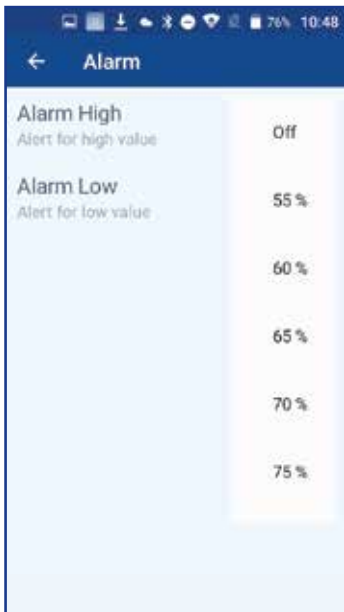 76% 10:48
Alarm
Alarm High
Alert for high value
Alarm Low
Alert for low value
Off
55 %
60 %
65 %
70 %
75 %